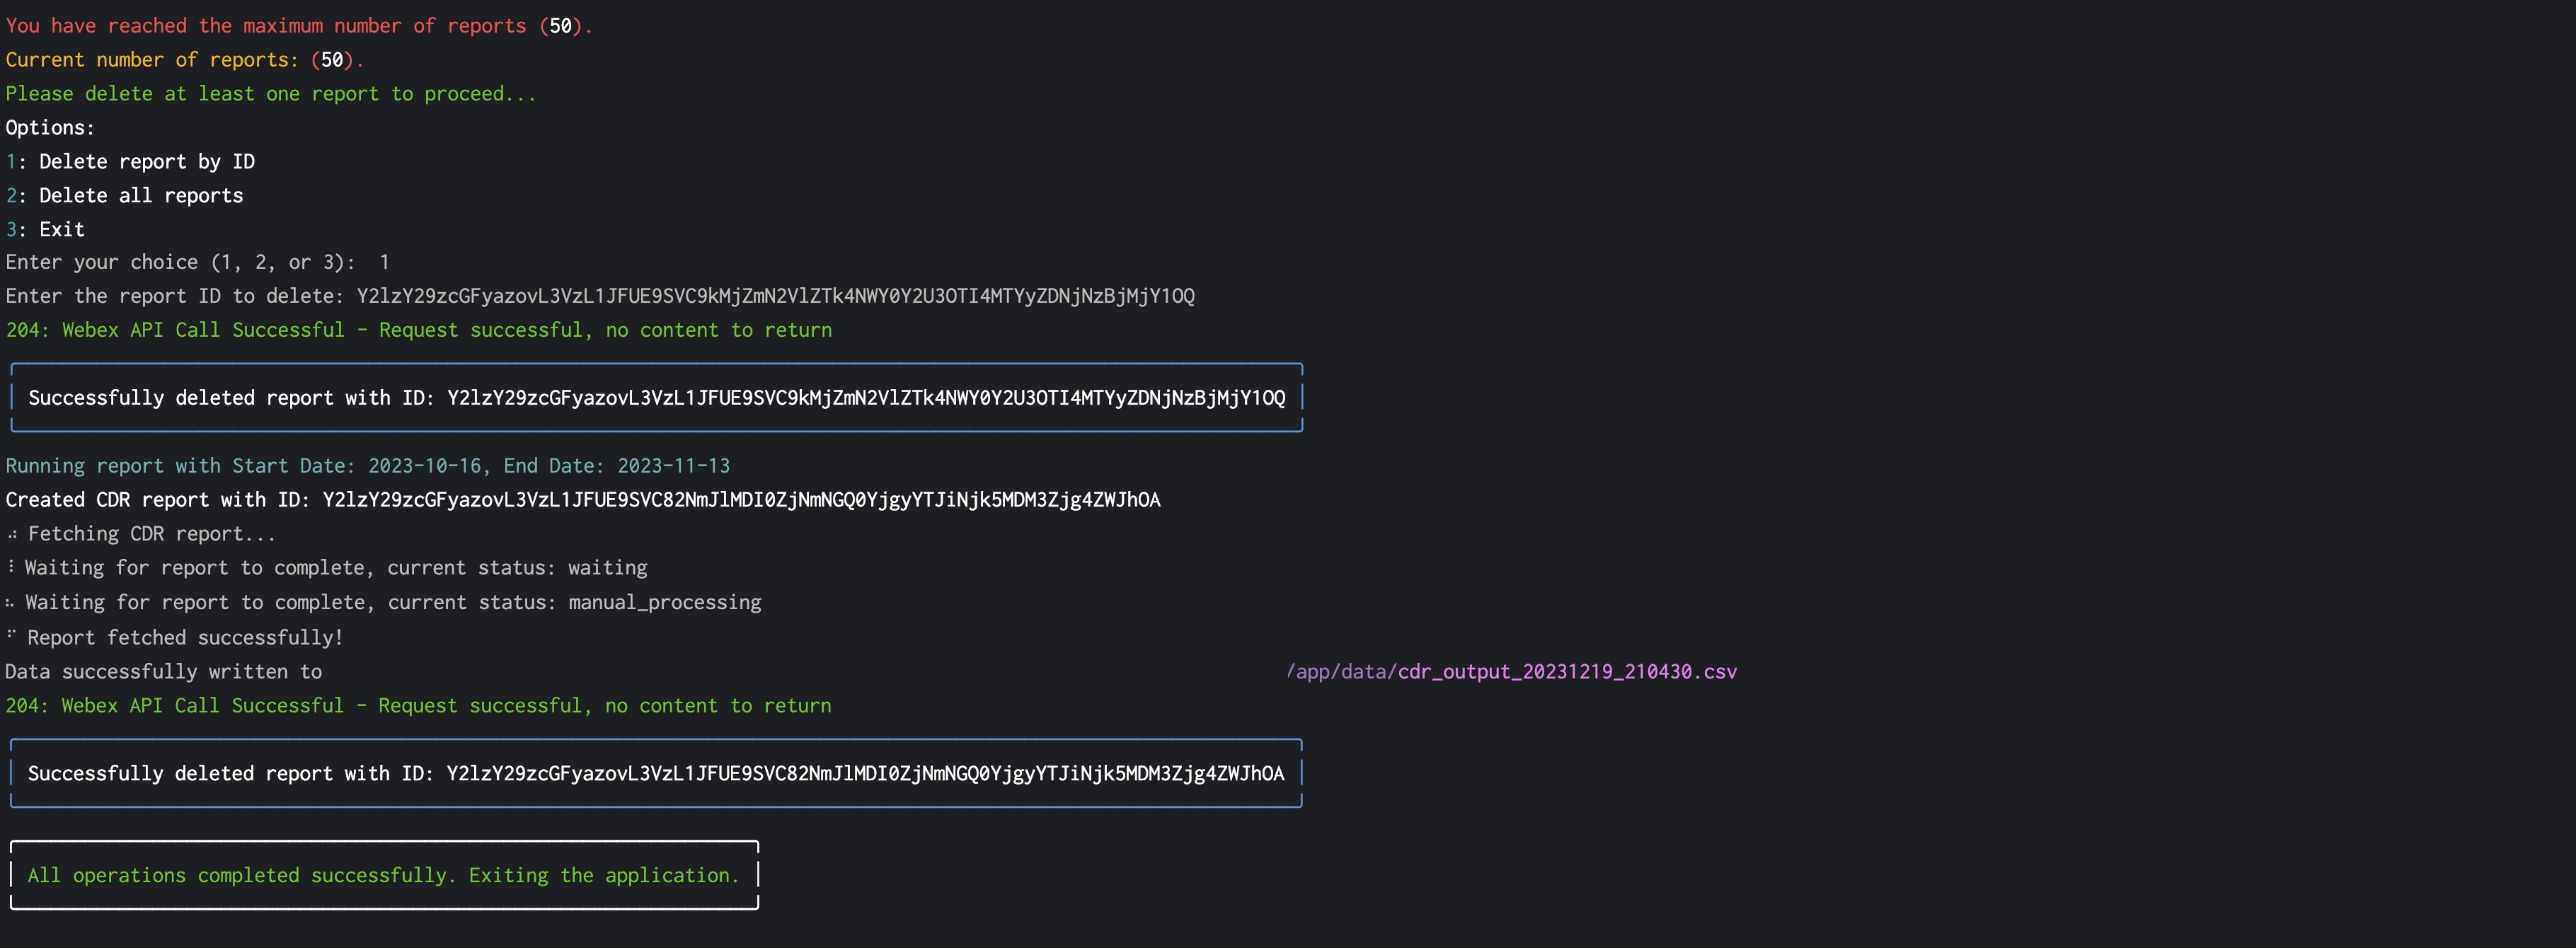 You have reached the maximum number of reports (50).
Current number of reports: (50).
Please delete at least one report to proceed...
Options:
1: Delete report by ID
2: Delete all reports
3: Exit
Enter your choice (1, 2, or 3):  1
Enter the report ID to delete: Y2lzY29zcGFyazovL3VzL1JFUE9SVC9kMjZmN2VlZTk4NWY0Y2U3OTI4MTYyZDNjNzBjMjY1OQ
204: Webex API Call Successful - Request successful, no content to return
Successfully deleted report with ID: Y2lzY29zcGFyazovL3VzL1JFUE9SVC9kMjZmN2VlZTk4NWY0Y2U3OTI4MTYyZDNjNzBjMjY1OQ
Running report with Start Date: 2023-10-16, End Date: 2023-11-13
Created CDR report with ID: Y2lzY29zcGFyazovL3VzL1JFUE9SVC82NmJlMDI0ZjNmNGQ0YjgyYTJiNjk5MDM3Zjg4ZWJhOA
Fetching CDR report...
Waiting for report to complete, current status: waiting
Waiting for report to complete, current status: manual_processing
Report fetched successfully!
Data successfully written to /app/data/cdr_output_20231219_210430.csv
204: Webex API Call Successful - Request successful, no content to return
Successfully deleted report with ID: Y2lzY29zcGFyazovL3VzL1JFUE9SVC82NmJlMDI0ZjNmNGQ0YjgyYTJiNjk5MDM3Zjg4ZWJhOA
All operations completed successfully. Exiting the application.